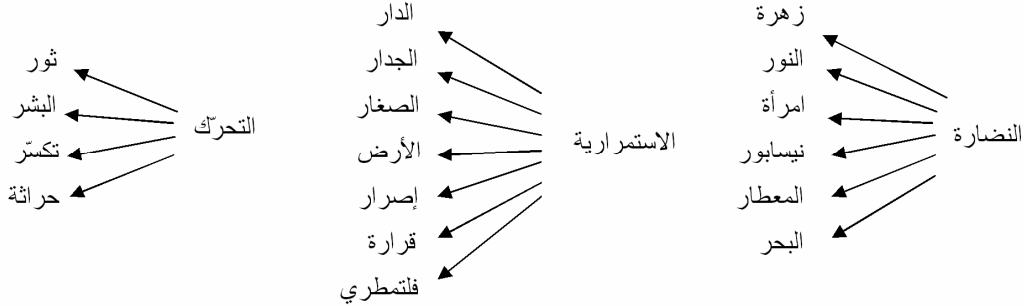 النضارة
زهرة
النور
امرأة
نيسابور
المعطار
البحر
الاستمرارية
الدار
الجدار
الصغار
الأرض
إصرار
قرارة
فلتمطري
التحرّك
ثور
البشر
تكسّر
حراثة